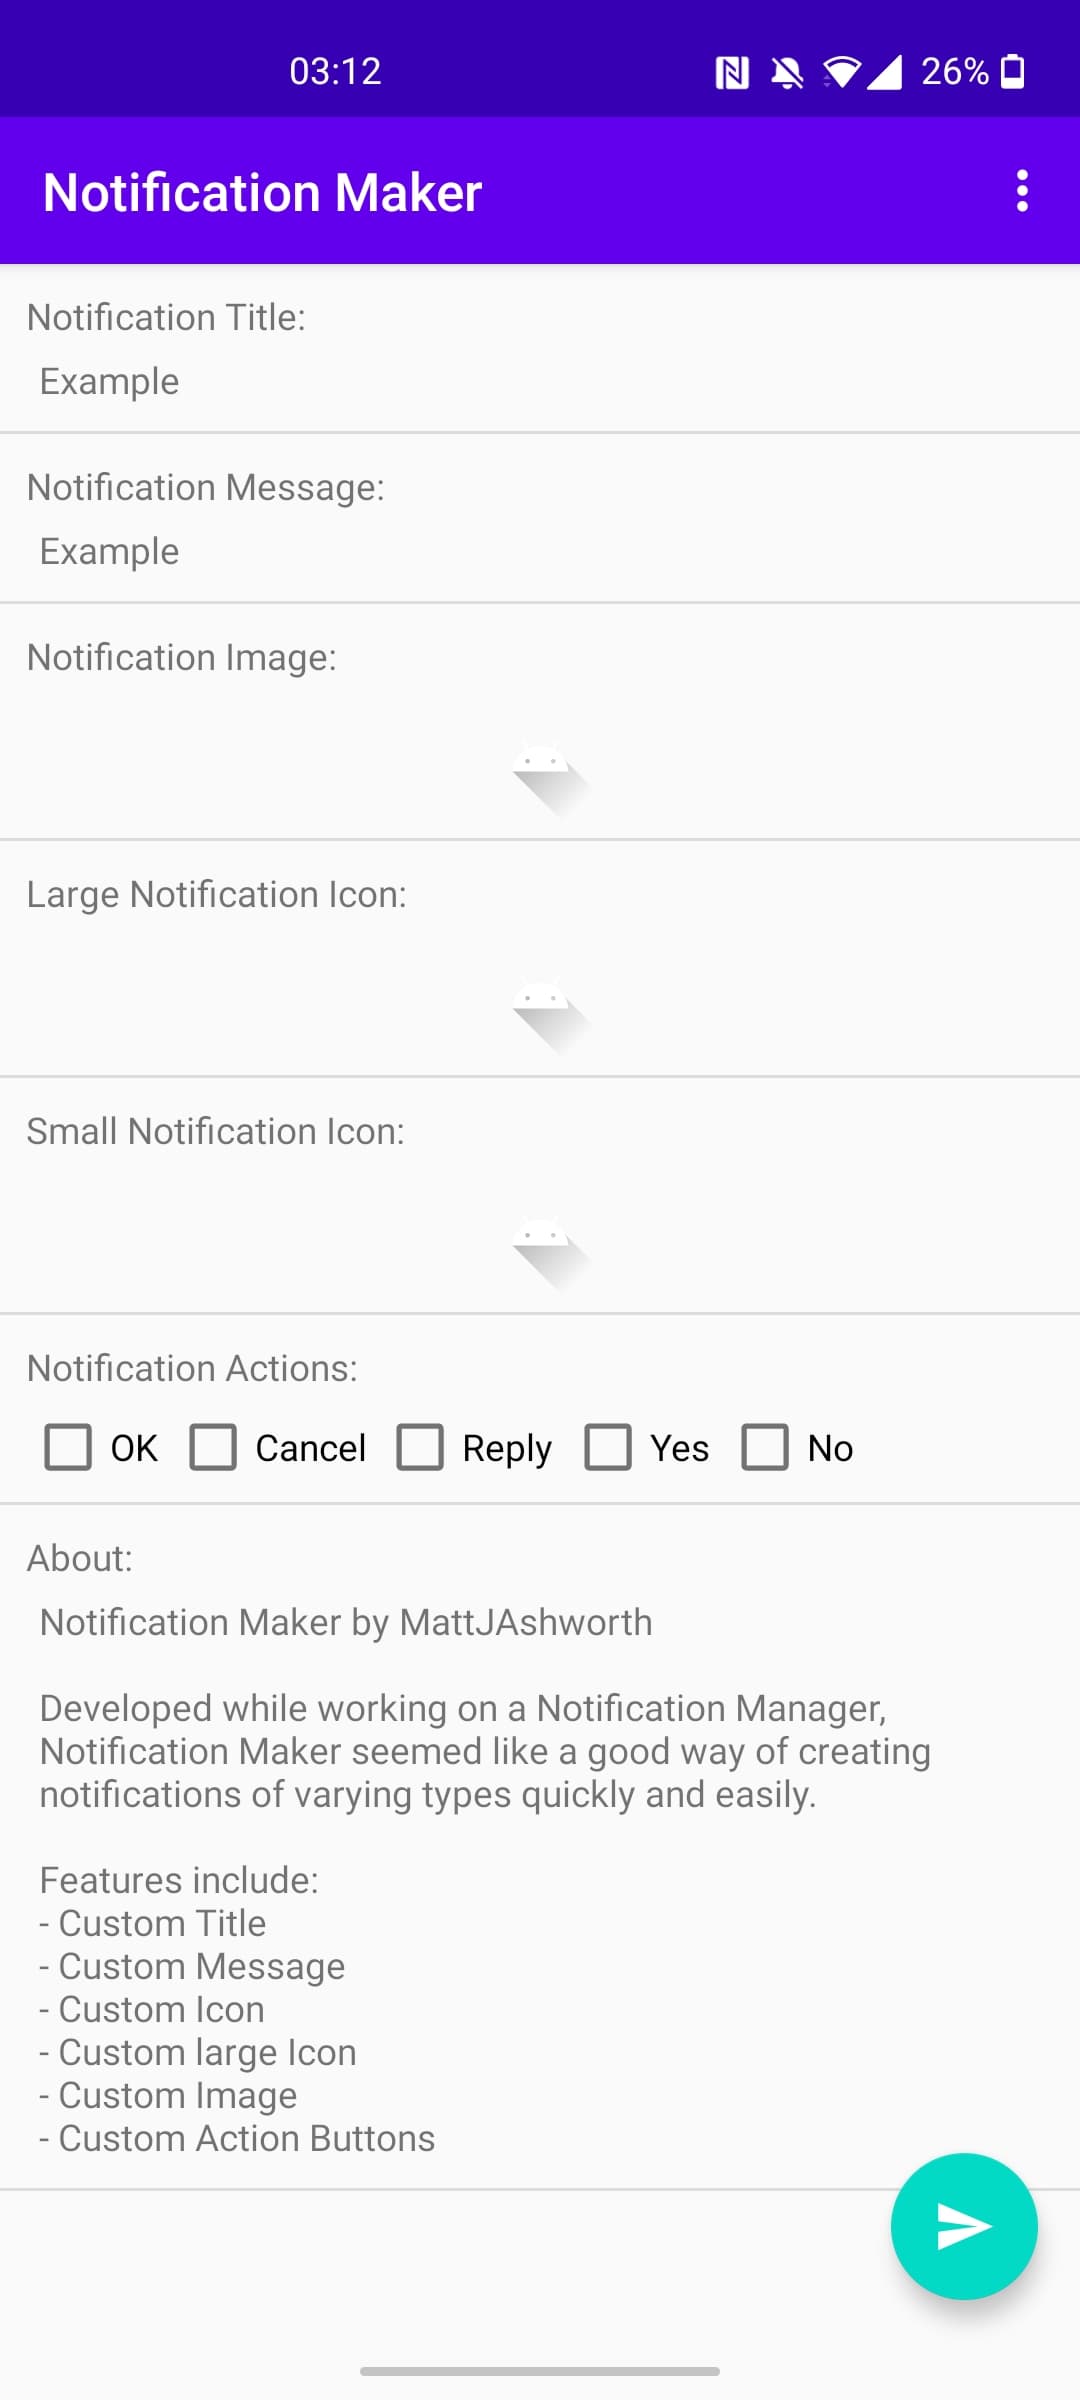 03:12
26%
Notification Maker
Notification Title:
Example
Notification Message:
Example
Notification Image:
Large Notification Icon:
Small Notification Icon:
Notification Actions:
OK Cancel Reply Yes No
About:
Notification Maker by MattJAshworth
Developed while working on a Notification Manager,
Notification Maker seemed like a good way of creating
notifications of varying types quickly and easily.
Features include:
- Custom Title
- Custom Message
- Custom Icon
- Custom large Icon
- Custom Image
- Custom Action Buttons